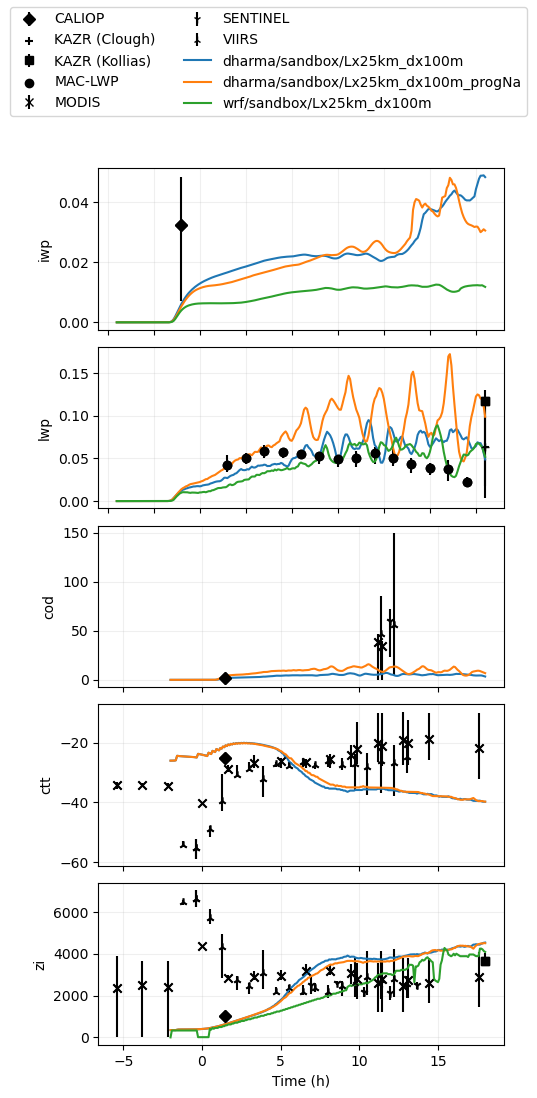 CALIOP
KAZR (Clough)
KAZR (Kollias)
MAC-LWP
MODIS
SENTINEL
VIIRS
dharma/sandbox/Lx25km_dx100m
dharma/sandbox/Lx25km_dx100m_progNa
wrf/sandbox/Lx25km_dx100m
0.04
0.02
0.00
iwp
0.15
0.10
0.05
0.00
lwp
150
100
50
0
cod
−20
−40
−60
ctt
6000
4000
2000
0
zi
−5 0 5 10 15
Time (h)